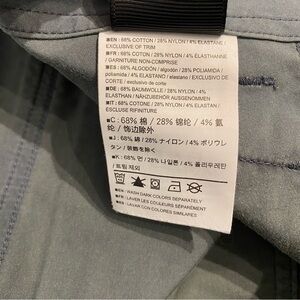 ■EN : 68% COTTON / 28% NYLON / 4% ELASTANE /
EXCLUSIVE OF TRIM
■FR : 68% COTON / 28% NYLON / 4% ELASTHANNE
GARNITURE NON-COMPRISE
■ES : 68% ALGODÓN / algodón / 28% POLIAMIDA
poliamida / 4% ELASTANO / elastano EXCLUSIVO DE
CORTE / exclusivo de corte
■DE : 68% BAUMWOLLE / 28% NYLON / 4%
ELASTHAN / NÄHZUBEHÖR AUSGENOMMEN
■IT : 68% COTONE / 28% NYLON / 4% ELASTAN
ESCLUSE RIFINITURE
■C : 68% 棉 / 28% 锦纶 / 4% 氨
纶 / 饰边除外
■J : 68% 綿 / 28% ナイロン / 4% ポリウレ
タン / 装飾を除く
■K : 68% 면 / 28% 나일론 / 4% 폴리우레탄
/ 트림 제외
■EN : WASH DARK COLORS SEPARATELY
■FR : LAVER LES COULEURS SÉPARÉMENT
■ES : LAVAR CON COLORES SIMILARES